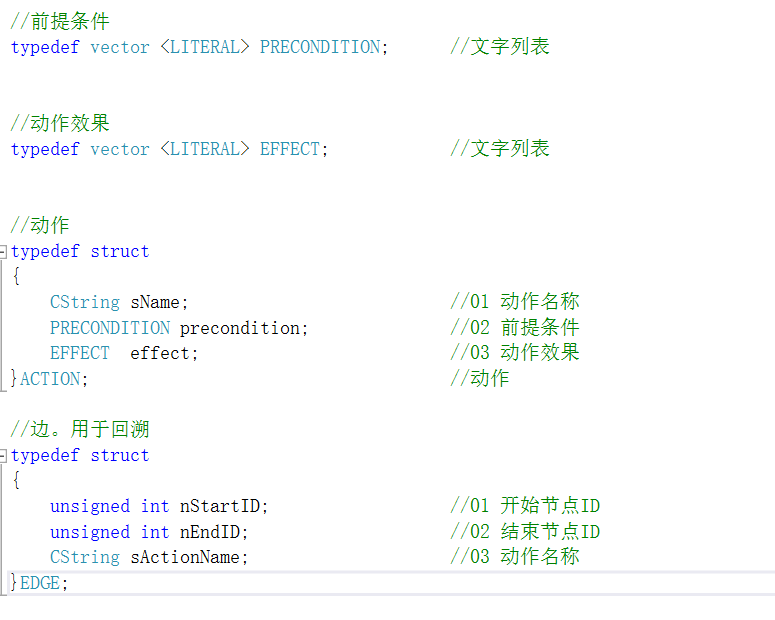 //前提条件
typedef vector <LITERAL> PRECONDITION; //文字列表
//动作效果
typedef vector <LITERAL> EFFECT; //文字列表
//动作
typedef struct
{
CString sName; //01 动作名称
PRECONDITION precondition; //02 前提条件
EFFECT effect; //03 动作效果
}ACTION; //动作
//边。用于回溯
typedef struct
{
unsigned int nStartID; //01 开始节点ID
unsigned int nEndID; //02 结束节点ID
CString sActionName; //03 动作名称
}EDGE;